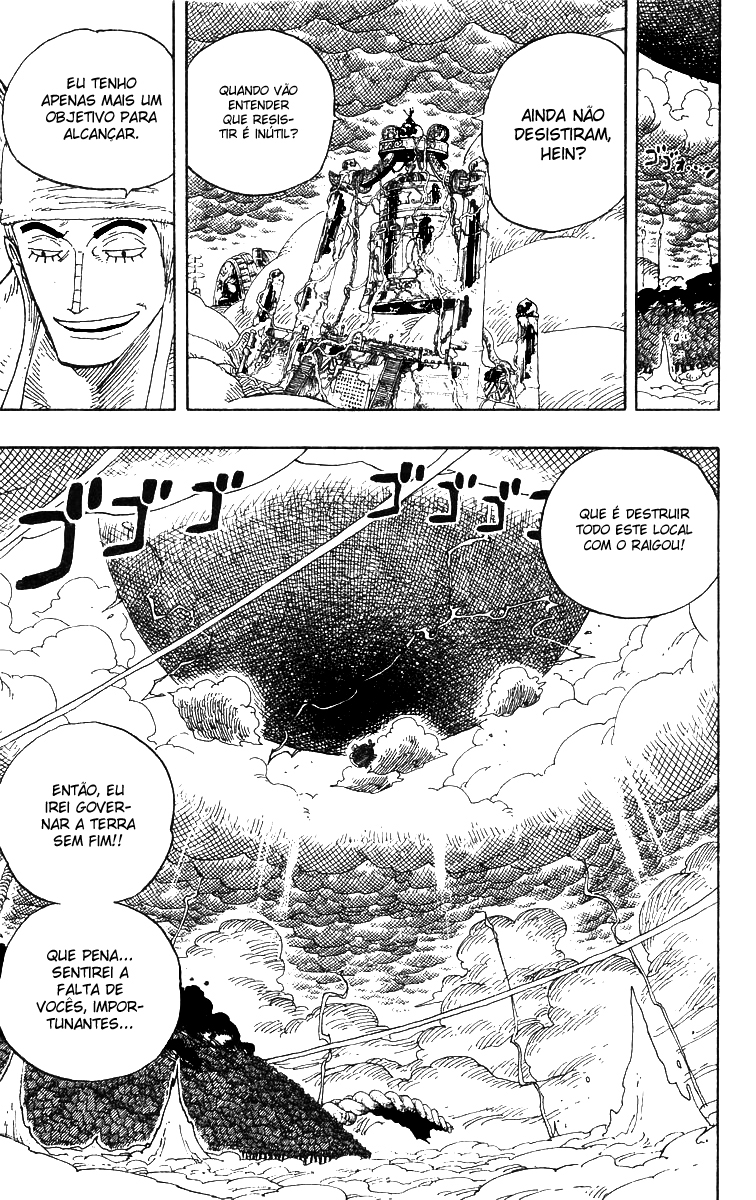 ゴゴゴ...
AINDA NÃO
DESISTIRAM,
HEIN?
QUANDO VÃO
ENTENDER
QUE RESIS-
TIR É INÚTIL?
EU TENHO
APENAS MAIS UM
OBJETIVO PARA
ALCANÇAR.
QUE É DESTRUIR
TODO ESTE LOCAL
COM O RAIGOU!
ゴゴゴ ゴゴゴゴ
ENTÃO, EU
IREI GOVER-
NAR A TERRA
SEM FIM!!
QUE PENA...
SENTIREI A
FALTA DE
VOCÊS, IMPOR-
TUNANTES...